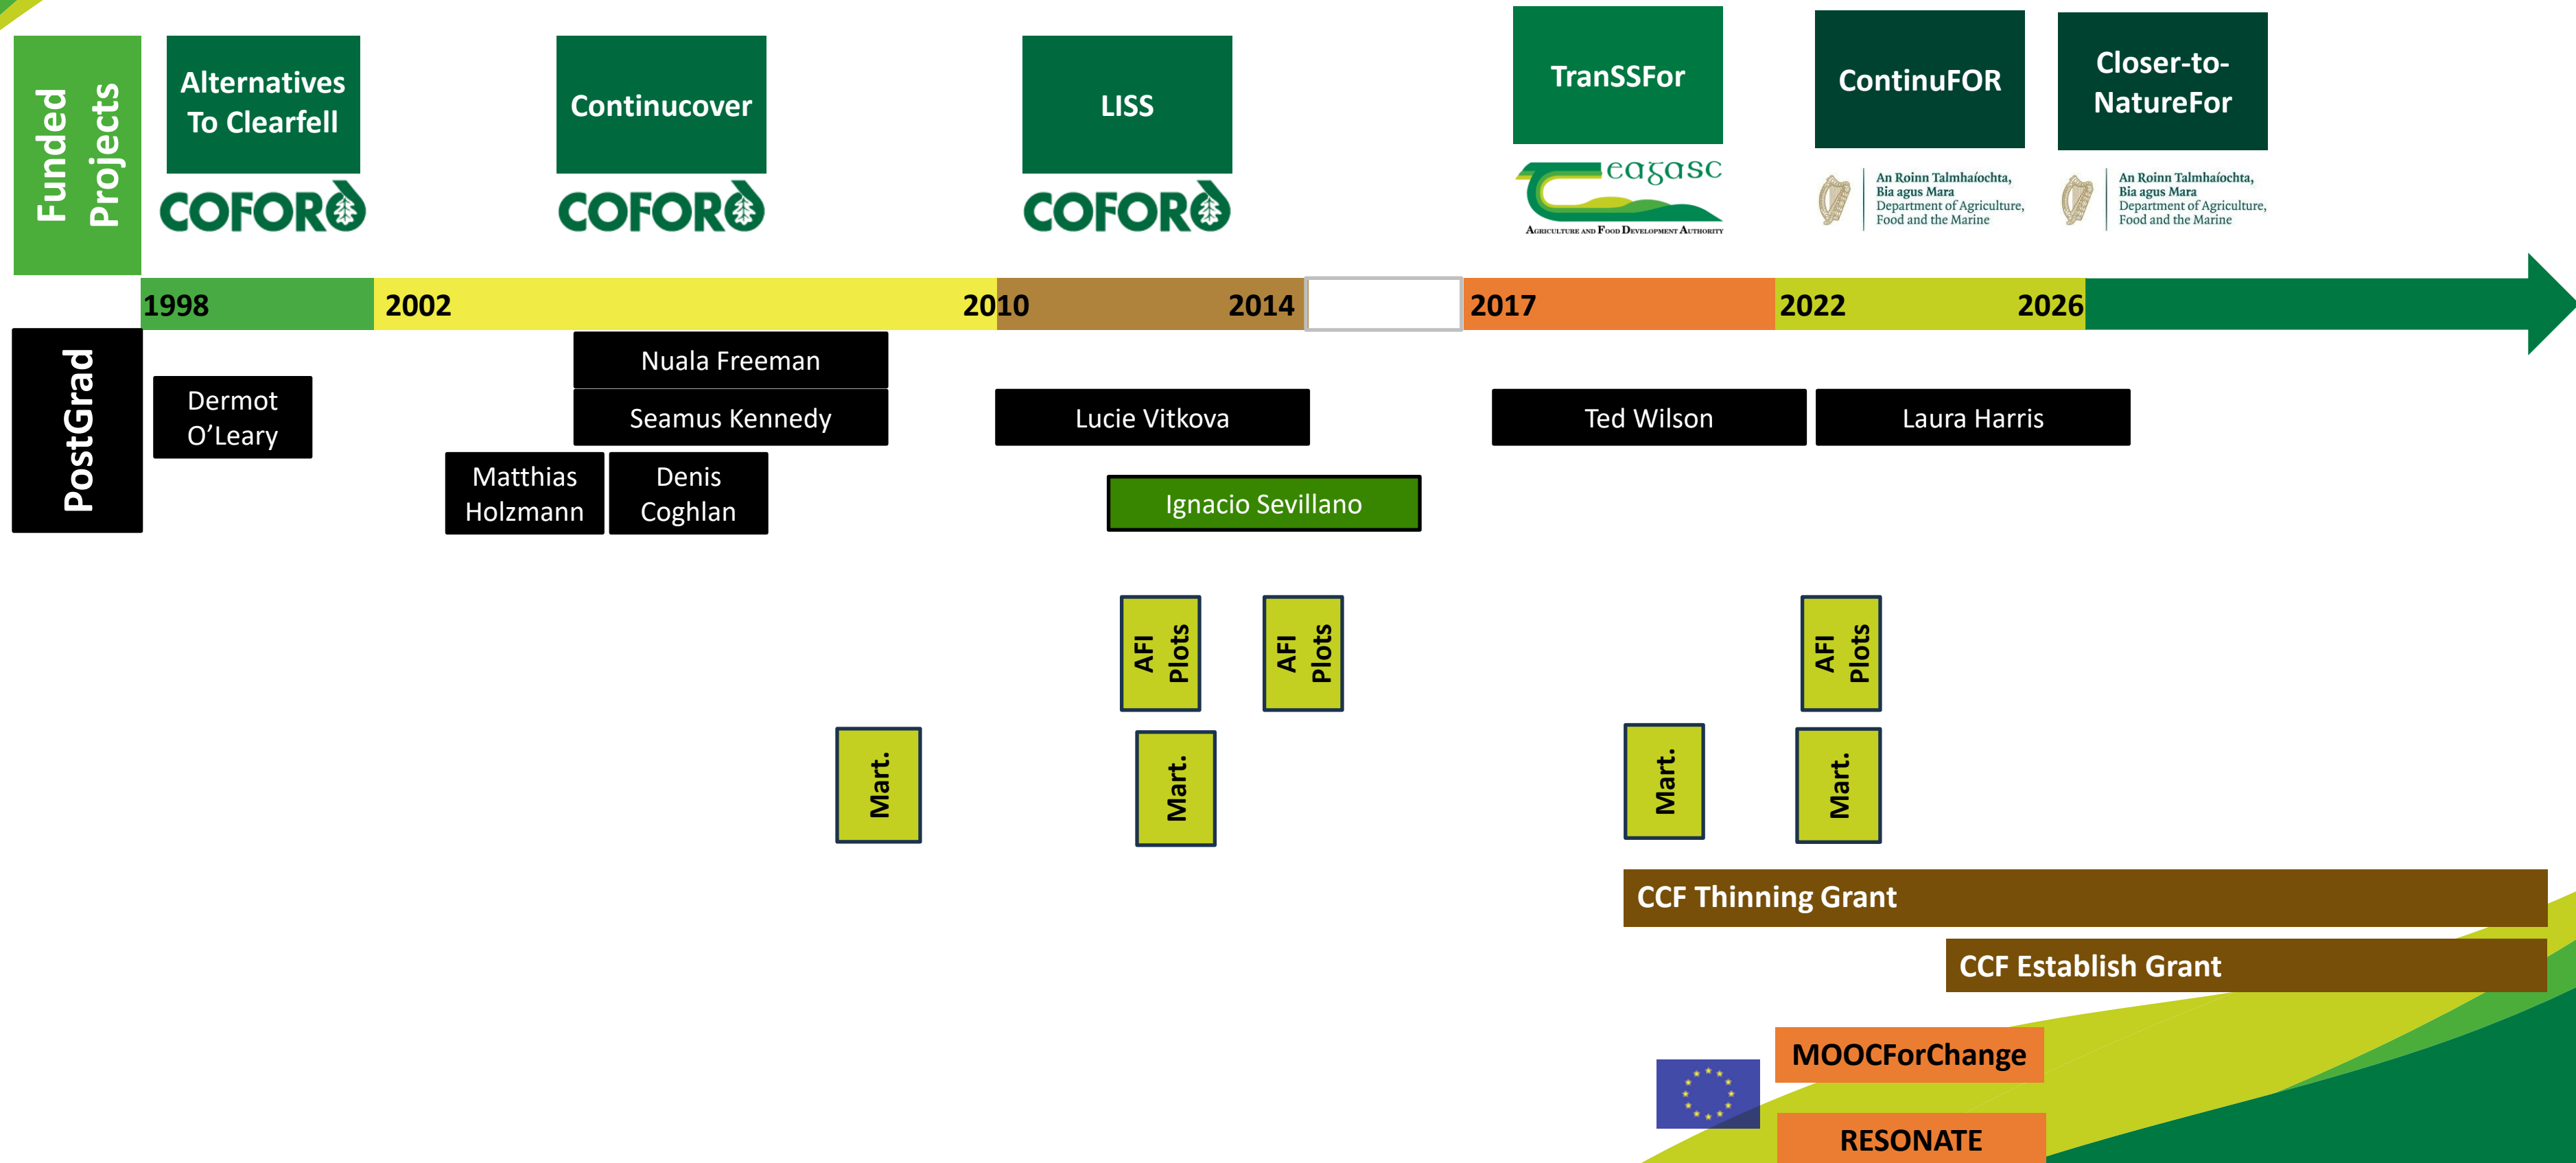 Funded
Projects
Alternatives
To Clearfell
COFORD
Continucover
COFORD
LISS
COFORD
TranSSFor
eagasc
AGRICULTURE AND FOOD DEVELOPMENT AUTHORITY
ContinuFOR
An Roinn Talmhaíochta,
Bia agus Mara
Department of Agriculture,
Food and the Marine
Closer-to-
NatureFor
An Roinn Talmhaíochta,
Bia agus Mara
Department of Agriculture,
Food and the Marine
1998
2002
2010
2014
2017
2022
2026
PostGrad
Dermot
O’Leary
Nuala Freeman
Seamus Kennedy
Matthias
Holzmann
Denis
Coghlan
Lucie Vitkova
Ignacio Sevillano
Ted Wilson
Laura Harris
AFI
Plots
AFI
Plots
AFI
Plots
Mart.
Mart.
Mart.
Mart.
CCF Thinning Grant
CCF Establish Grant
MOOCForChange
RESONATE